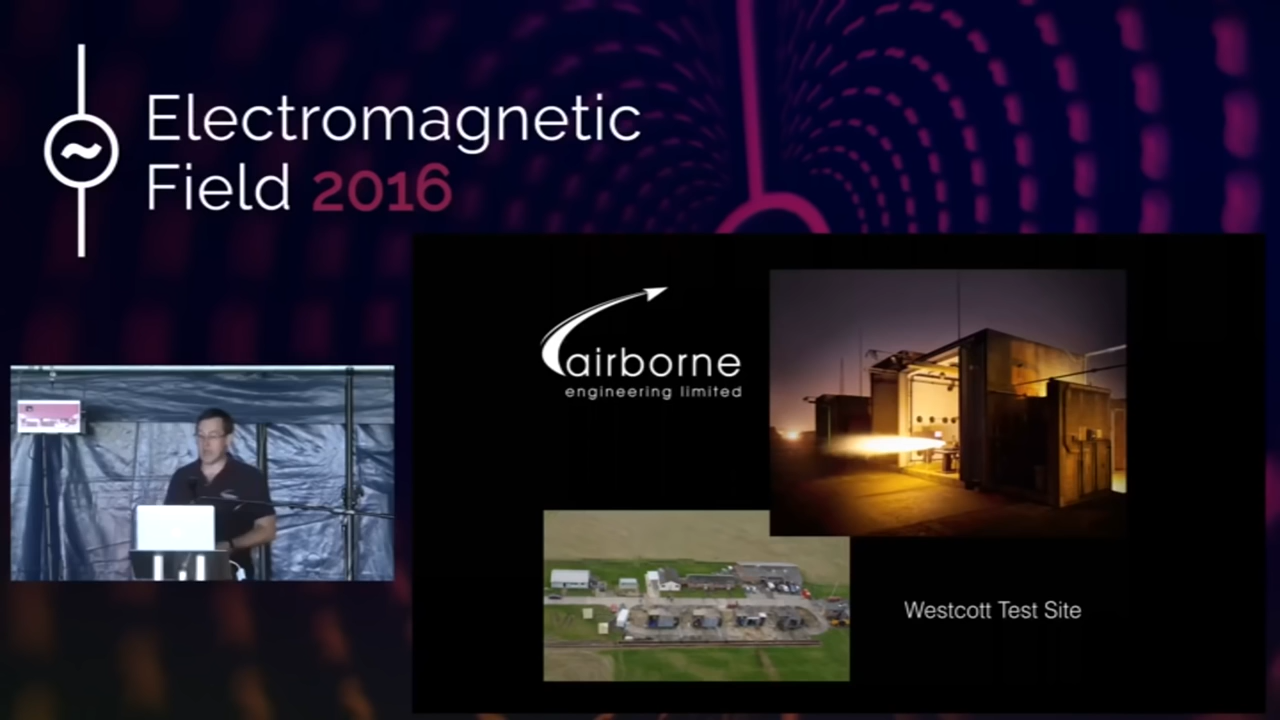 Electromagnetic
Field 2016
airborne
engineering limited
Westcott Test Site